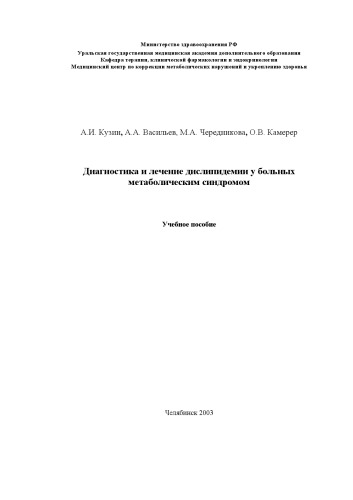 Министерство здравоохранения РФ
Уральская государственная медицинская академия дополнительного образования
Кафедра терапии, клинической фармакологии и эндокринологии
Медицинский центр по коррекции метаболических нарушений и укреплению здоровья
А.И. Кузин, А.А. Васильев, М.А. Чередникова, О.В. Камерер
Диагностика и лечение дислипидемии у больных
метаболическим синдромом
Учебное пособие
Челябинск 2003